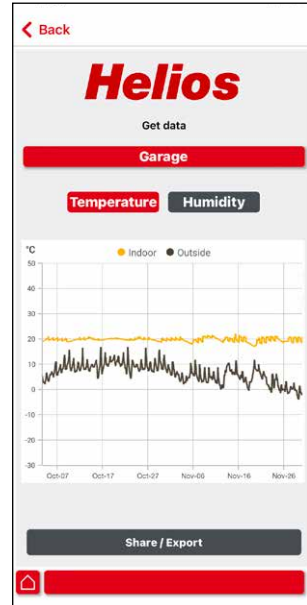 Back
Helios
Get data
Garage
Temperature Humidity
°C
Indoor Outside
50
40
30
20
10
0
-10
-20
-30
Oct-07 Oct-17 Oct-27 Nov-06 Nov-16 Nov-26
Share / Export